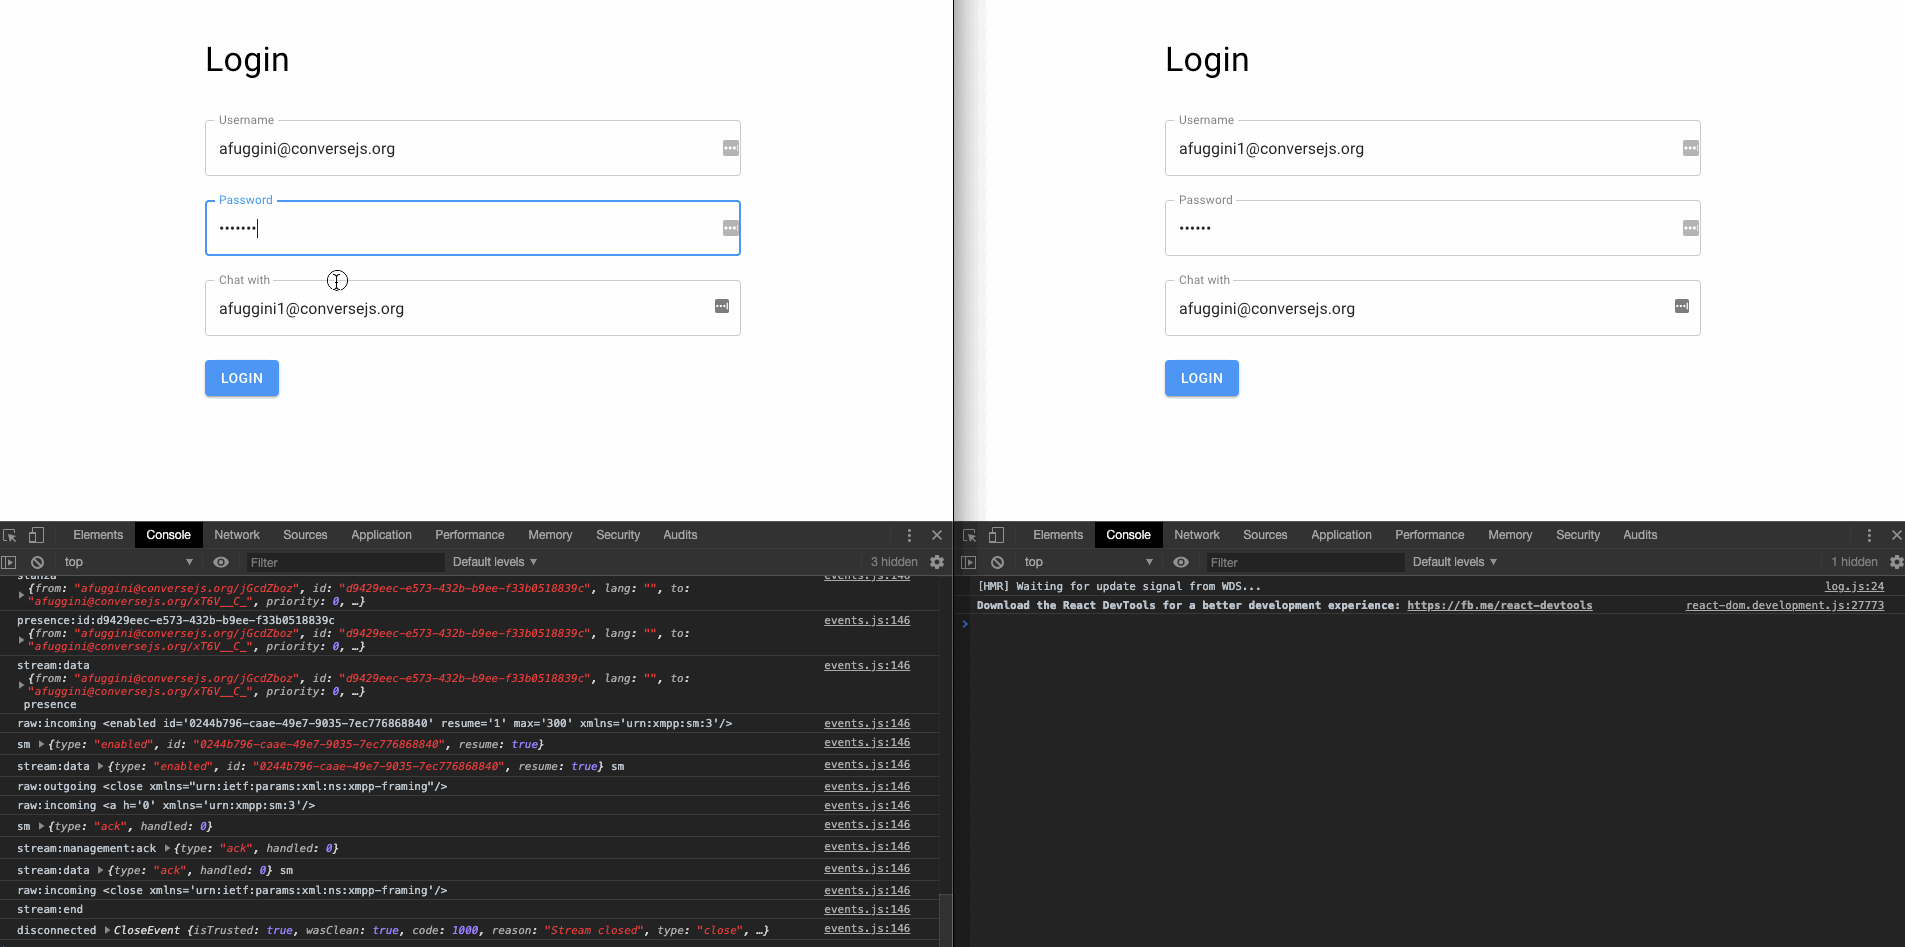 Login
Username
afuggini@conversejs.org
Password
•••••••
Chat with
afuggini1@conversejs.org
LOGIN
Login
Username
afuggini1@conversejs.org
Password
••••••
Chat with
afuggini@conversejs.org
LOGIN
Elements Console Network Sources Application Performance Memory Security Audits
top Filter Default levels 3 hidden
stanza events.js:146
{from: "afuggini@conversejs.org/jGcdZboz", id: "d9429eec-e573-432b-b9ee-f33b0518839c", lang: "", to:
"afuggini@conversejs.org/xT6V__C_", priority: 0, …}
presence:id:d9429eec-e573-432b-b9ee-f33b0518839c events.js:146
{from: "afuggini@conversejs.org/jGcdZboz", id: "d9429eec-e573-432b-b9ee-f33b0518839c", lang: "", to:
"afuggini@conversejs.org/xT6V__C_", priority: 0, …}
stream:data events.js:146
{from: "afuggini@conversejs.org/jGcdZboz", id: "d9429eec-e573-432b-b9ee-f33b0518839c", lang: "", to:
"afuggini@conversejs.org/xT6V__C_", priority: 0, …}
presence
raw:incoming <enabled id='0244b796-caae-49e7-9035-7ec776868840' resume='1' max='300' xmlns='urn:xmpp:sm:3'/> events.js:146
sm {type: "enabled", id: "0244b796-caae-49e7-9035-7ec776868840", resume: true} events.js:146
stream:data {type: "enabled", id: "0244b796-caae-49e7-9035-7ec776868840", resume: true} sm events.js:146
raw:outgoing <close xmlns="urn:ietf:params:xml:ns:xmpp-framing"/> events.js:146
raw:incoming <a h='0' xmlns='urn:xmpp:sm:3'/> events.js:146
sm {type: "ack", handled: 0} events.js:146
stream:management:ack {type: "ack", handled: 0} events.js:146
stream:data {type: "ack", handled: 0} sm events.js:146
raw:incoming <close xmlns='urn:ietf:params:xml:ns:xmpp-framing'/> events.js:146
stream:end events.js:146
disconnected CloseEvent {isTrusted: true, wasClean: true, code: 1000, reason: "Stream closed", type: "close", …} events.js:146
Elements Console Network Sources Application Performance Memory Security Audits
top Filter Default levels 1 hidden
[HMR] Waiting for update signal from WDS... log.js:24
Download the React DevTools for a better development experience: https://fb.me/react-devtools react-dom.development.js:27773